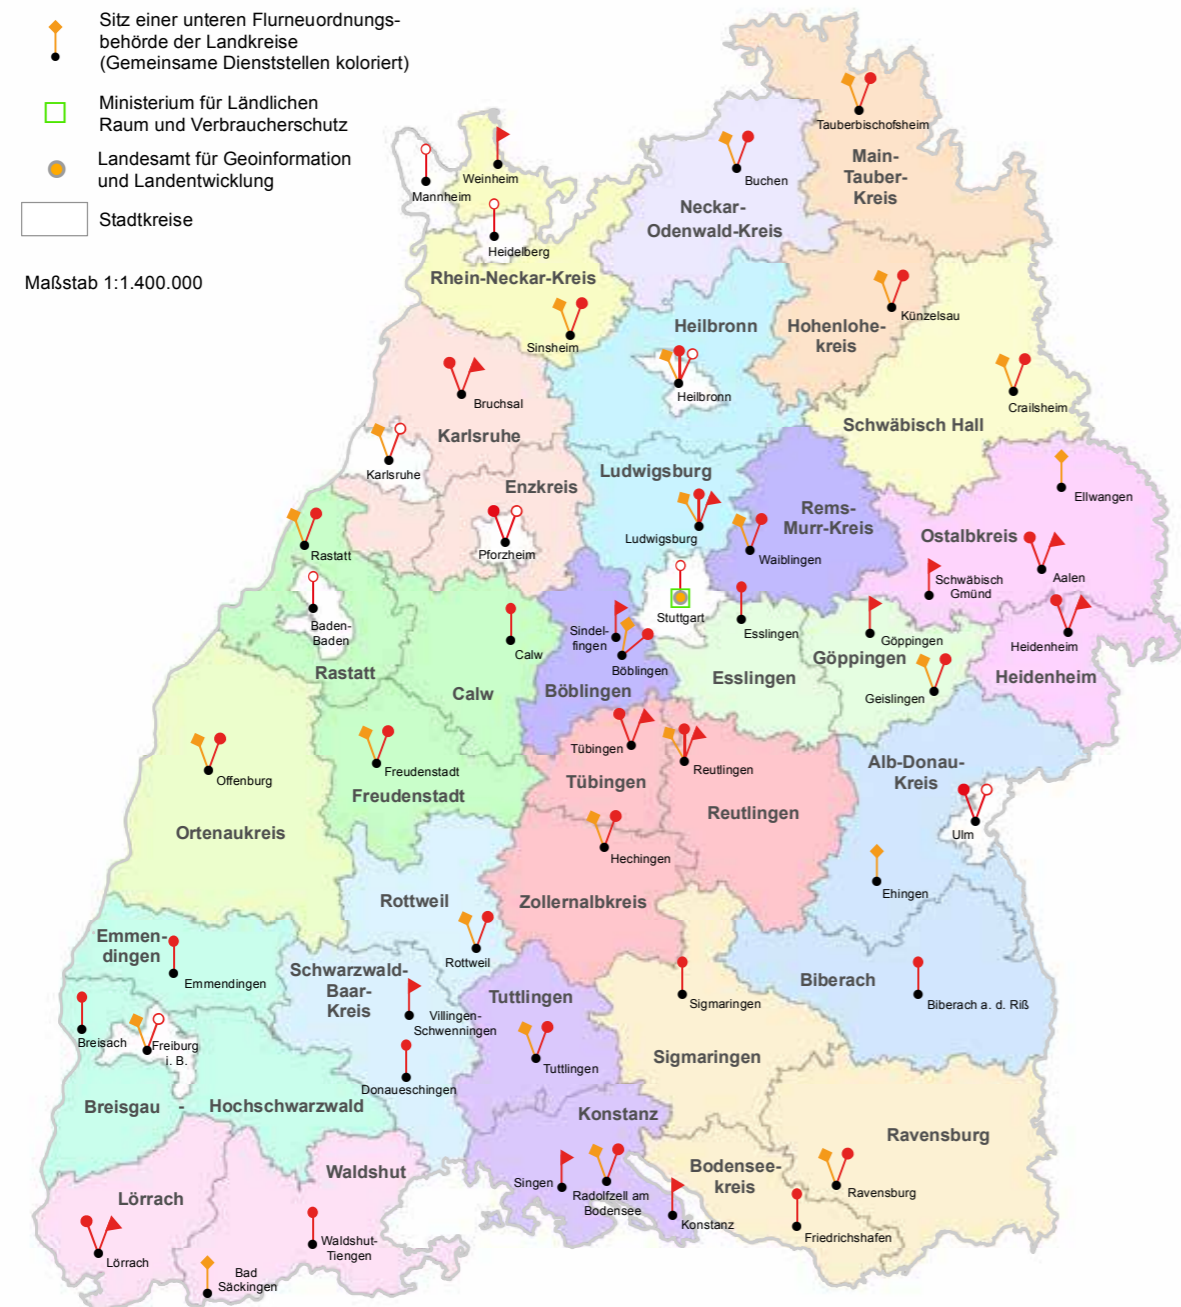 Sitz einer unteren Flurneuordnungs-
behörde der Landkreise
(Gemeinsame Dienststellen koloriert)
Ministerium für Ländlichen
Raum und Verbraucherschutz
Landesamt für Geoinformation
und Landentwicklung
Stadtkreise
Maßstab 1:1.400.000
Tauberbischofsheim
Main-
Tauber-
Kreis
Buchen
Neckar-
Odenwald-Kreis
Weinheim
Mannheim
Heidelberg
Rhein-Neckar-Kreis
Sinsheim
Heilbronn
Heilbronn
Hohenlohe-
kreis
Künzelsau
Crailsheim
Schwäbisch Hall
Bruchsal
Karlsruhe
Karlsruhe
Enzkreis
Pforzheim
Ludwigsburg
Ludwigsburg
Rems-
Murr-Kreis
Waiblingen
Ellwangen
Ostalbkreis
Aalen
Schwäbisch
Gmünd
Rastatt
Baden-
Baden
Rastatt
Calw
Calw
Sindel-
fingen
Böblingen
Böblingen
Stuttgart
Esslingen
Esslingen
Göppingen
Göppingen
Geislingen
Heidenheim
Heidenheim
Offenburg
Ortenaukreis
Freudenstadt
Freudenstadt
Tübingen
Tübingen
Reutlingen
Reutlingen
Alb-Donau-
Kreis
Ulm
Ehingen
Hechingen
Zollernalbkreis
Rottweil
Rottweil
Emmen-
dingen
Emmendingen
Schwarzwald-
Baar-
Kreis
Villingen-
Schwenningen
Donaueschingen
Tuttlingen
Tuttlingen
Sigmaringen
Sigmaringen
Biberach
Biberach a. d. Riß
Breisach
Freiburg
i. B.
Breisgau - Hochschwarzwald
Konstanz
Ravensburg
Ravensburg
Bodensee-
kreis
Friedrichshafen
Singen
Radolfzell am
Bodensee
Konstanz
Waldshut
Lörrach
Lörrach
Waldshut-
Tiengen
Bad
Säckingen